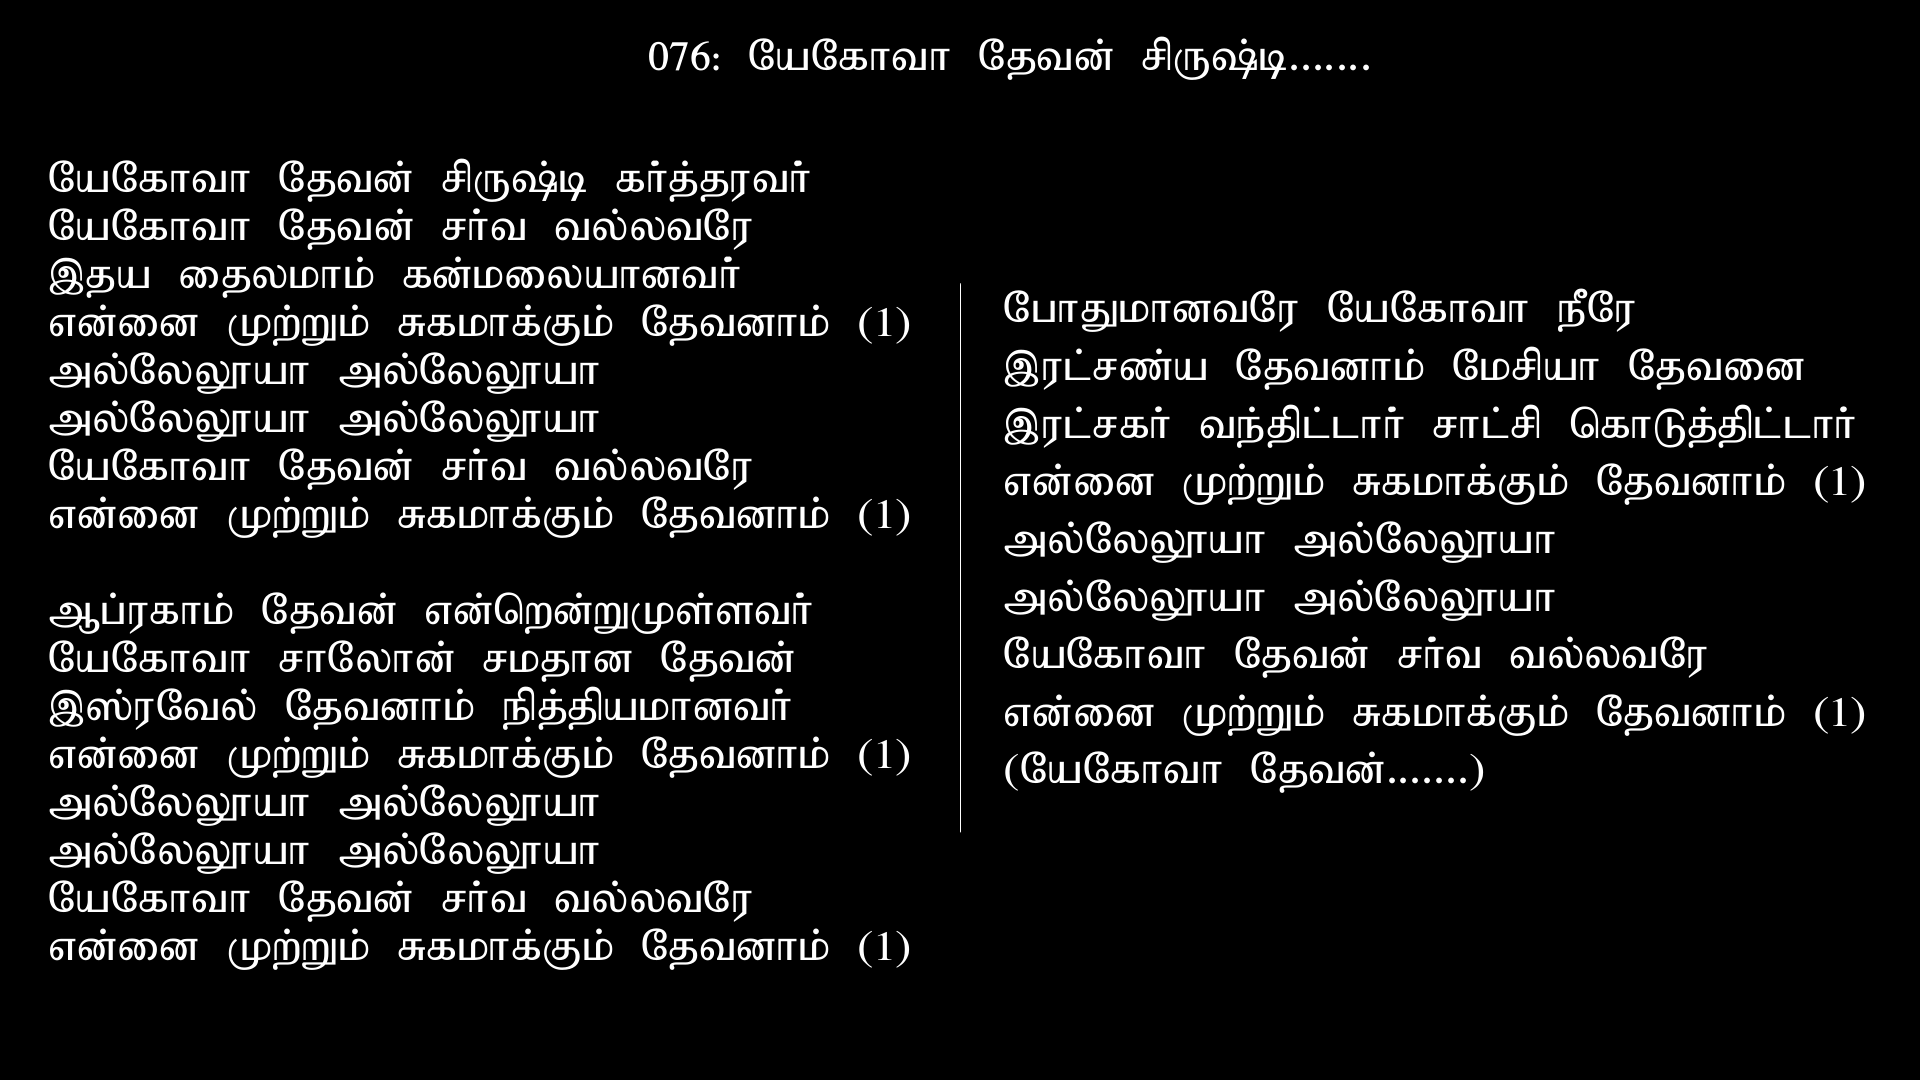 076: யேகோவா தேவன் சிருஷ்டி.......
யேகோவா தேவன் சிருஷ்டி கர்த்தரவர்
யேகோவா தேவன் சர்வ வல்லவரே
இதய தைலமாம் கன்மலையானவர்
என்னை முற்றும் சுகமாக்கும் தேவனாம் (1)
அல்லேலூயா அல்லேலூயா
அல்லேலூயா அல்லேலூயா
யேகோவா தேவன் சர்வ வல்லவரே
என்னை முற்றும் சுகமாக்கும் தேவனாம் (1)
ஆப்ரகாம் தேவன் என்றென்றுமுள்ளவர்
யேகோவா சாலோன் சமதான தேவன்
இஸ்ரவேல் தேவனாம் நித்தியமானவர்
என்னை முற்றும் சுகமாக்கும் தேவனாம் (1)
அல்லேலூயா அல்லேலூயா
அல்லேலூயா அல்லேலூயா
யேகோவா தேவன் சர்வ வல்லவரே
என்னை முற்றும் சுகமாக்கும் தேவனாம் (1)
போதுமானவரே யேகோவா நீரே
இரட்சண்ய தேவனாம் மேசியா தேவனை
இரட்சகர் வந்திட்டார் சாட்சி கொடுத்திட்டார்
என்னை முற்றும் சுகமாக்கும் தேவனாம் (1)
அல்லேலூயா அல்லேலூயா
அல்லேலூயா அல்லேலூயா
யேகோவா தேவன் சர்வ வல்லவரே
என்னை முற்றும் சுகமாக்கும் தேவனாம் (1)
(யேகோவா தேவன்.......)